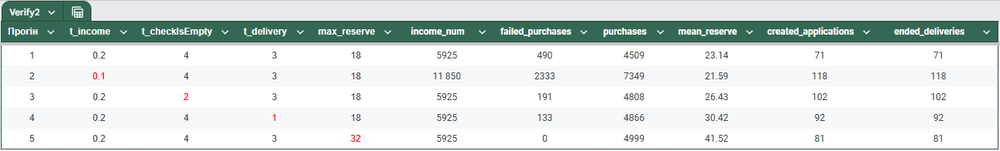 Verify2
Прогін t_income t_checkIsEmpty t_delivery max_reserve income_num failed_purchases purchases mean_reserve created_applications ended_deliveries
1 0.2 4 3 18 5925 490 4509 23.14 71 71
2 0.1 4 3 18 11 850 2333 7349 21.59 118 118
3 0.2 2 3 18 5925 191 4808 26.43 102 102
4 0.2 4 1 18 5925 133 4866 30.42 92 92
5 0.2 4 3 32 5925 0 4999 41.52 81 81